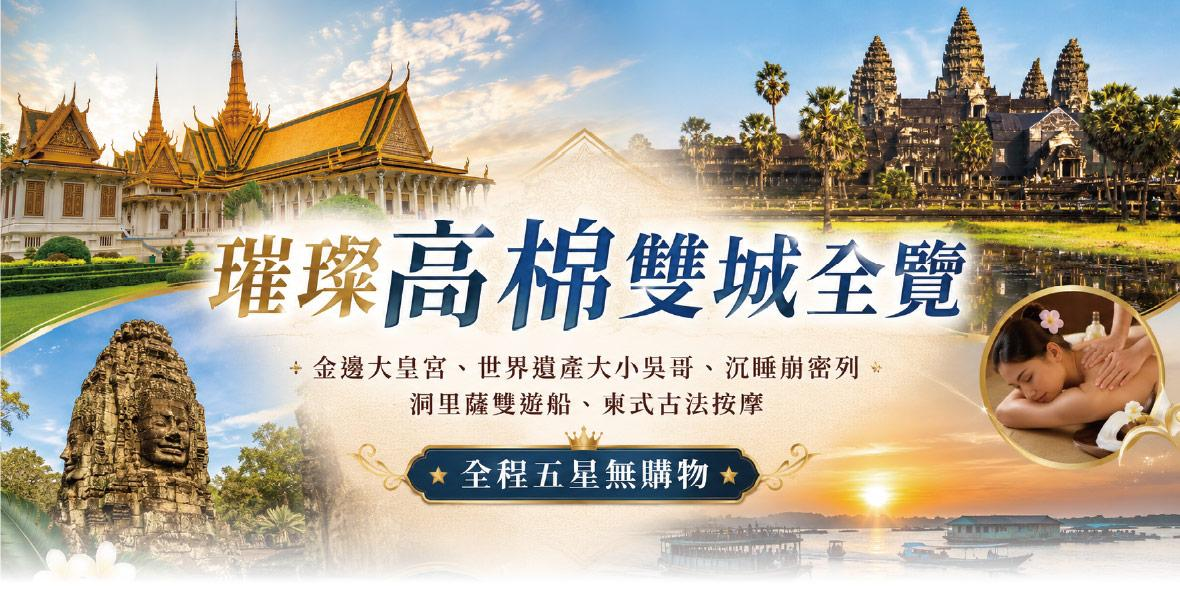 璀璨高棉雙城全覽
金邊大皇宮、世界遺產大小吳哥、沉睡崩密列
洞里薩雙遊船、柬式古法按摩
全程五星無購物